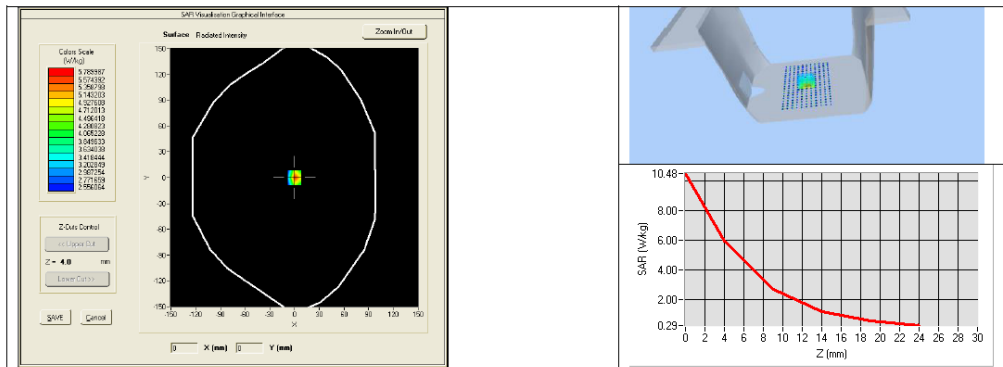 SAR Visualisation Graphical Interface
Surface Radiated Intensity
Zoom In/Out
Colors Scale
(W/kg)
5.789987
5.574392
5.358798
5.143203
4.927608
4.712013
4.496418
4.280823
4.065228
3.849633
3.634038
3.418444
3.202849
2.987254
2.771659
2.556064
Z-Cuts Control
<< Upper Cut
Z = 4.0 mm
Lower Cut >>
SAVE Cancel
150
120
90
60
30
0
-30
-60
-90
-120
-150
Y
-150 -120 -90 -60 -30 0 30 60 90 120 150
X
0 X (mm) 0 Y (mm)
10.48
8.00
6.00
4.00
2.00
0.29
SAR (W/kg)
0 2 4 6 8 10 12 14 16 18 20 22 24 26 28 30
Z (mm)